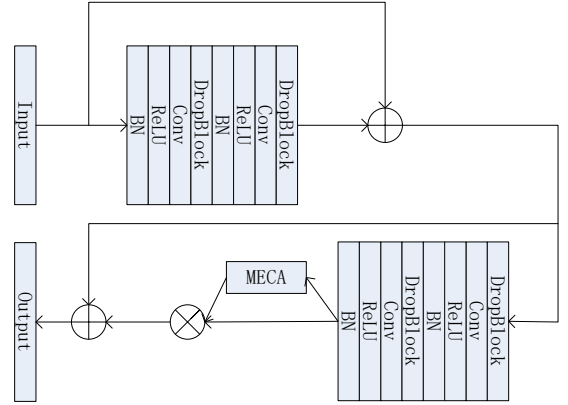 Input
BN
ReLU
Conv
DropBlock
BN
ReLU
Conv
DropBlock
Output
MECA
BN
ReLU
Conv
DropBlock
BN
ReLU
Conv
DropBlock